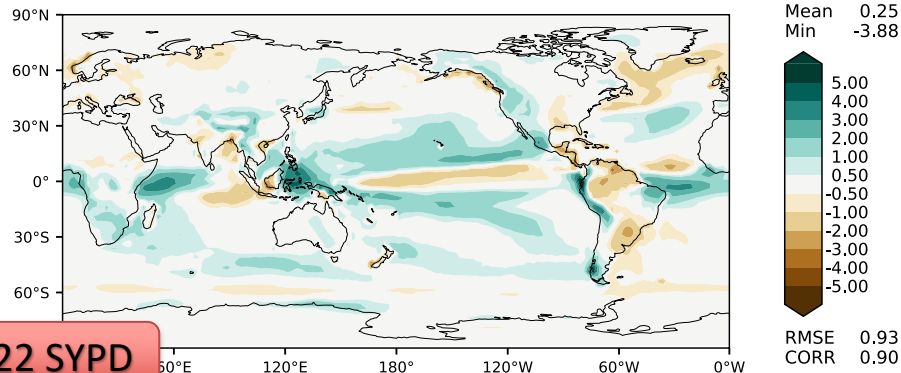 90°N
60°N
30°N
0°
30°S
60°S
60°E
120°E
180°
120°W
60°W
0°W
22 SYPD
Mean 0.25
Min -3.88
5.00
4.00
3.00
2.00
1.00
0.50
-0.50
-1.00
-2.00
-3.00
-4.00
-5.00
RMSE 0.93
CORR 0.90